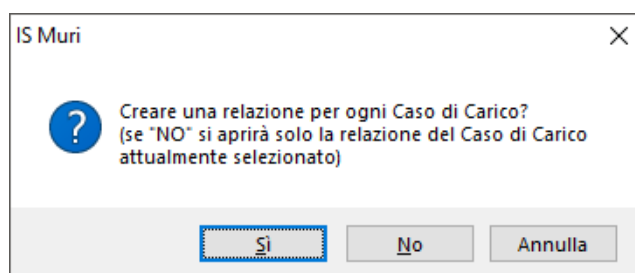 IS Muri
Creare una relazione per ogni Caso di Carico?
(se "NO" si aprirà solo la relazione del Caso di Carico
attualmente selezionato)
Sì No Annulla